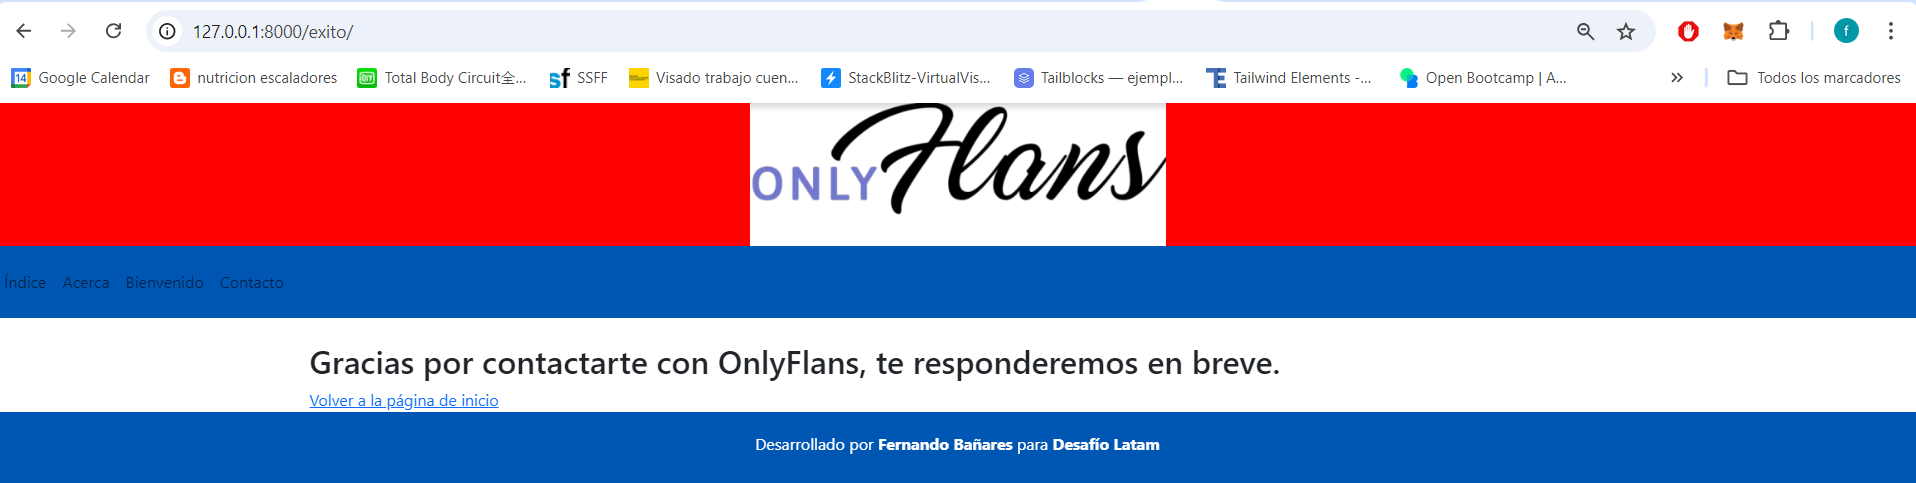 127.0.0.1:8000/exito/
f
14 Google Calendar nutricion escaladores Total Body Circuit全... SSFF Visado trabajo cuen... StackBlitz-VirtualVis... Tailblocks — ejempl... Tailwind Elements -... Open Bootcamp | A... » Todos los marcadores
ONLY Flans
Índice Acerca Bienvenido Contacto
Gracias por contactarte con OnlyFlans, te responderemos en breve.
Volver a la página de inicio
Desarrollado por Fernando Bañares para Desafío Latam